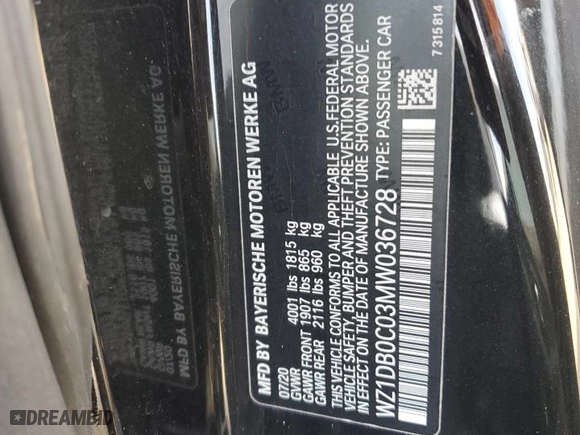 MFD BY BAYERISCHE MOTOREN WERKE AG
07/20
GVWR 4001 lbs 1815 kg
GAWR FRONT 1907 lbs 865 kg
GAWR REAR 2116 lbs 960 kg
THIS VEHICLE CONFORMS TO ALL APPLICABLE U.S.FEDERAL MOTOR
VEHICLE SAFETY, BUMPER AND THEFT PREVENTION STANDARDS
IN EFFECT ON THE DATE OF MANUFACTURE SHOWN ABOVE.
WZ1DB0C03MW036728 TYPE: PASSENGER CAR
7315814
DREAMBID